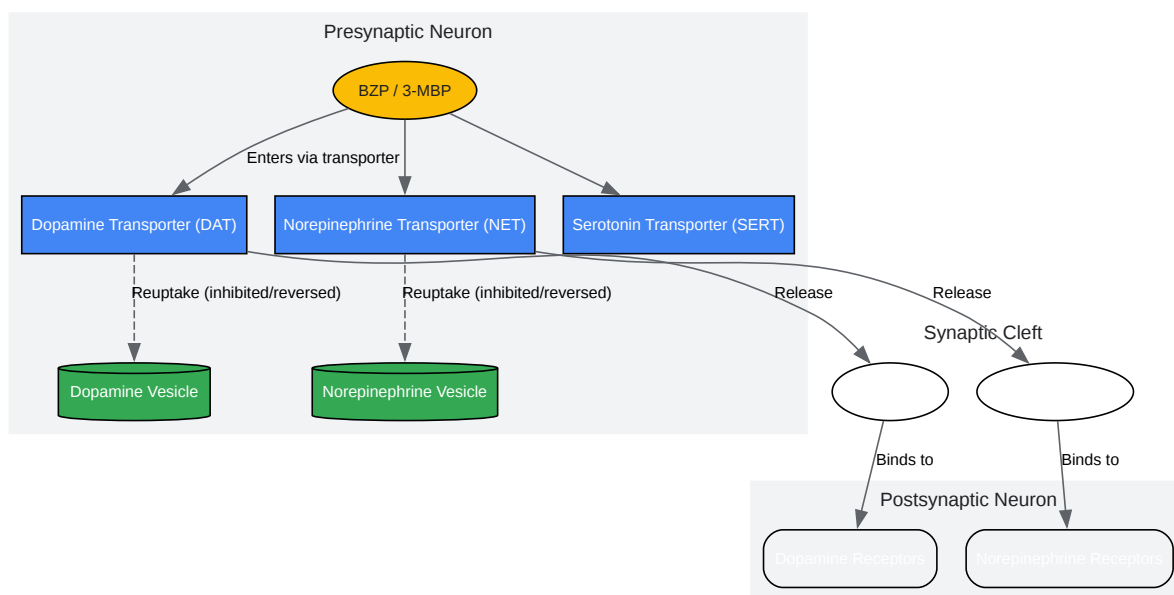 Presynaptic Neuron
BZP / 3-MBP
Enters via transporter
Dopamine Transporter (DAT)
Norepinephrine Transporter (NET)
Serotonin Transporter (SERT)
Reuptake (inhibited/reversed)
Reuptake (inhibited/reversed)
Release
Release
Synaptic Cleft
Dopamine Vesicle
Norepinephrine Vesicle
Binds to
Binds to
Postsynaptic Neuron
Dopamine Receptors
Norepinephrine Receptors